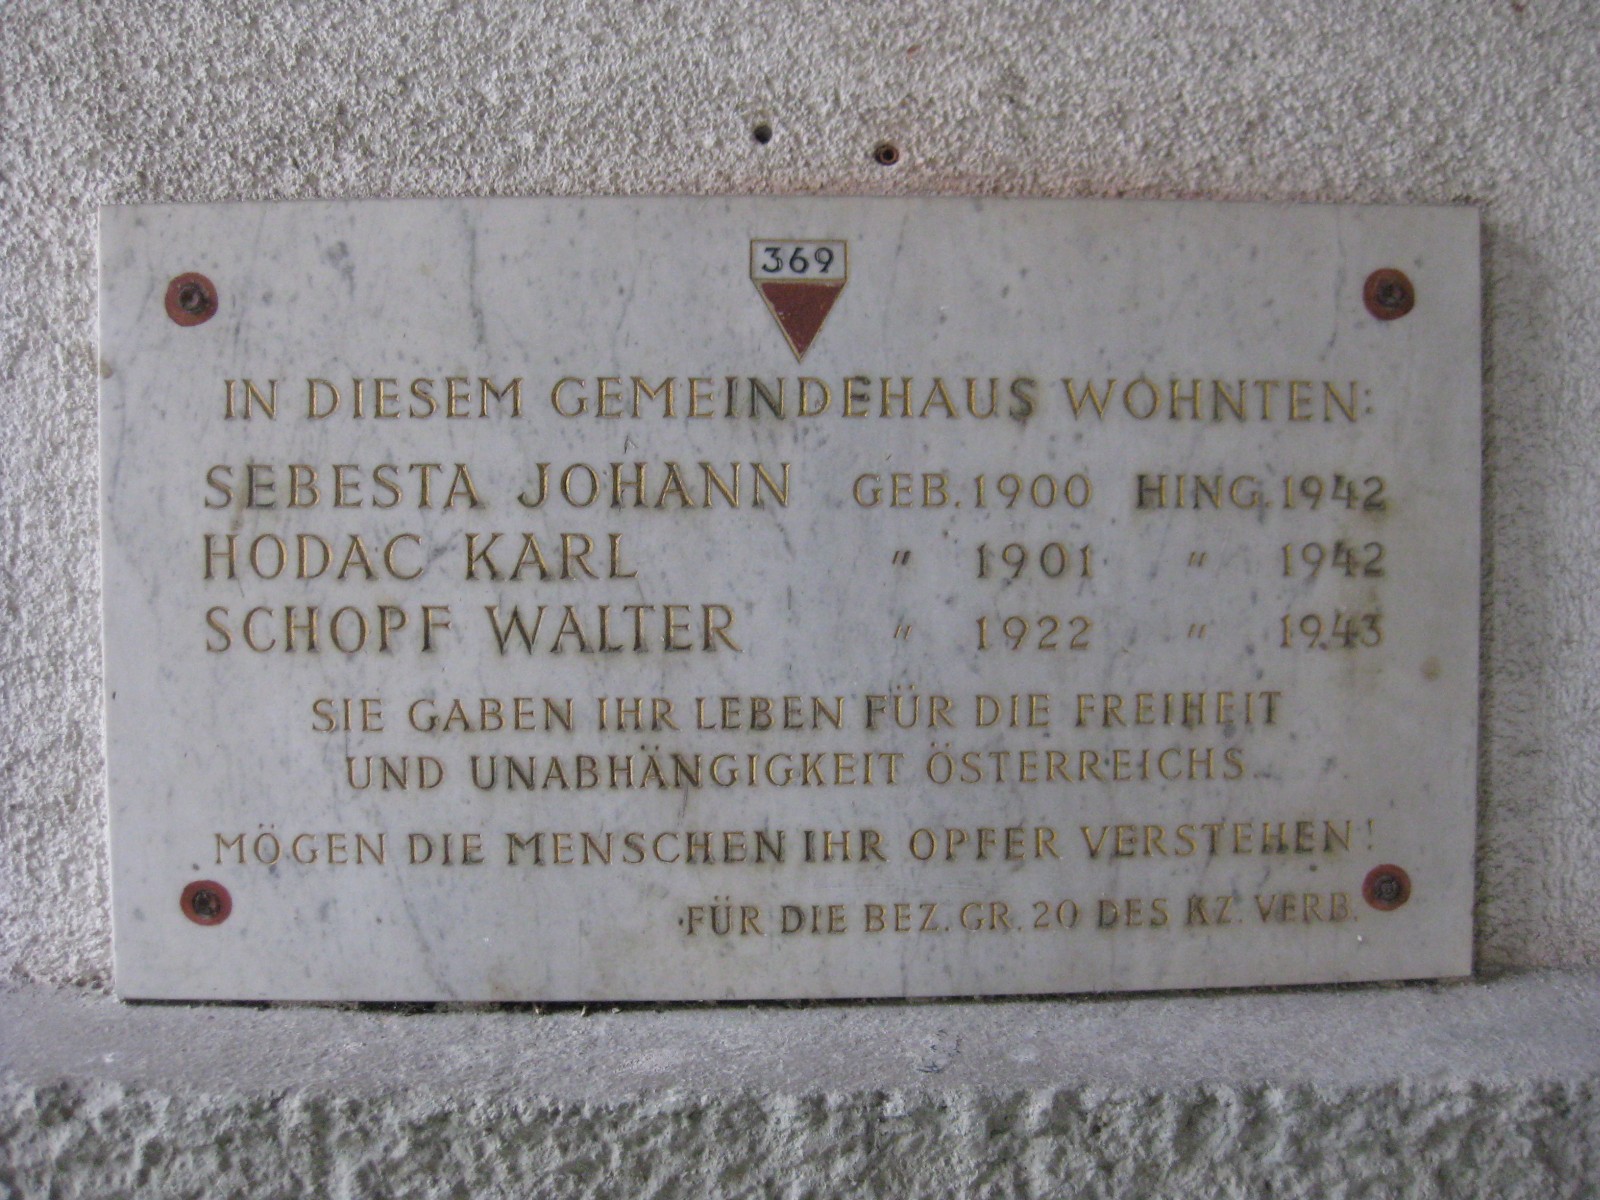 369
IN DIESEM GEMEINDEHAUS WOHNTEN:
SEBESTA JOHANN GEB. 1900 HING. 1942
HODAC KARL " 1901 " 1942
SCHOPF WALTER " 1922 " 1943
SIE GABEN IHR LEBEN FÜR DIE FREIHEIT
UND UNABHÄNGIGKEIT ÖSTERREICHS.
MÖGEN DIE MENSCHEN IHR OPFER VERSTEHEN!
FÜR DIE BEZ. GR. 20 DES KZ. VERB.